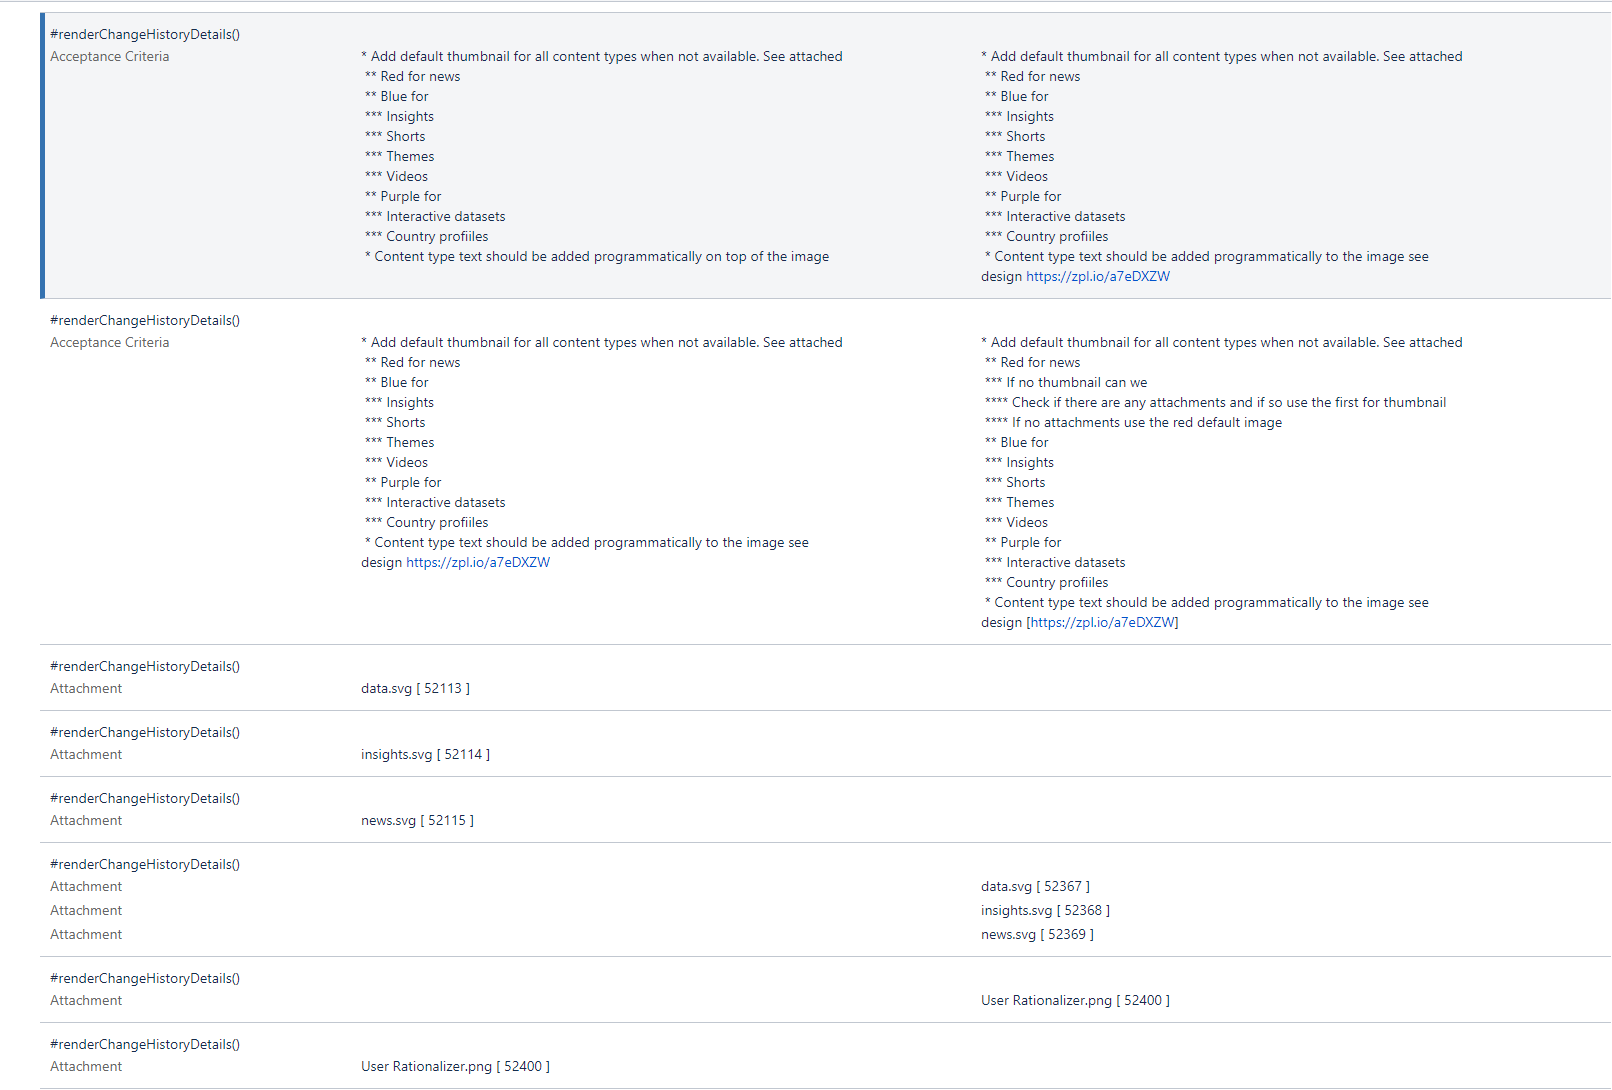 #renderChangeHistoryDetails()
Acceptance Criteria
* Add default thumbnail for all content types when not available. See attached
** Red for news
** Blue for
*** Insights
*** Shorts
*** Themes
*** Videos
** Purple for
*** Interactive datasets
*** Country profiiles
* Content type text should be added programmatically on top of the image
* Add default thumbnail for all content types when not available. See attached
** Red for news
** Blue for
*** Insights
*** Shorts
*** Themes
*** Videos
** Purple for
*** Interactive datasets
*** Country profiiles
* Content type text should be added programmatically to the image see
design https://zpl.io/a7eDXZW
#renderChangeHistoryDetails()
Acceptance Criteria
* Add default thumbnail for all content types when not available. See attached
** Red for news
** Blue for
*** Insights
*** Shorts
*** Themes
*** Videos
** Purple for
*** Interactive datasets
*** Country profiiles
* Content type text should be added programmatically to the image see
design https://zpl.io/a7eDXZW
* Add default thumbnail for all content types when not available. See attached
** Red for news
*** If no thumbnail can we
**** Check if there are any attachments and if so use the first for thumbnail
**** If no attachments use the red default image
** Blue for
*** Insights
*** Shorts
*** Themes
*** Videos
** Purple for
*** Interactive datasets
*** Country profiiles
* Content type text should be added programmatically to the image see
design [https://zpl.io/a7eDXZW]
#renderChangeHistoryDetails()
Attachment data.svg [ 52113 ]
#renderChangeHistoryDetails()
Attachment insights.svg [ 52114 ]
#renderChangeHistoryDetails()
Attachment news.svg [ 52115 ]
#renderChangeHistoryDetails()
Attachment data.svg [ 52367 ]
Attachment insights.svg [ 52368 ]
Attachment news.svg [ 52369 ]
#renderChangeHistoryDetails()
Attachment User Rationalizer.png [ 52400 ]
#renderChangeHistoryDetails()
Attachment User Rationalizer.png [ 52400 ]